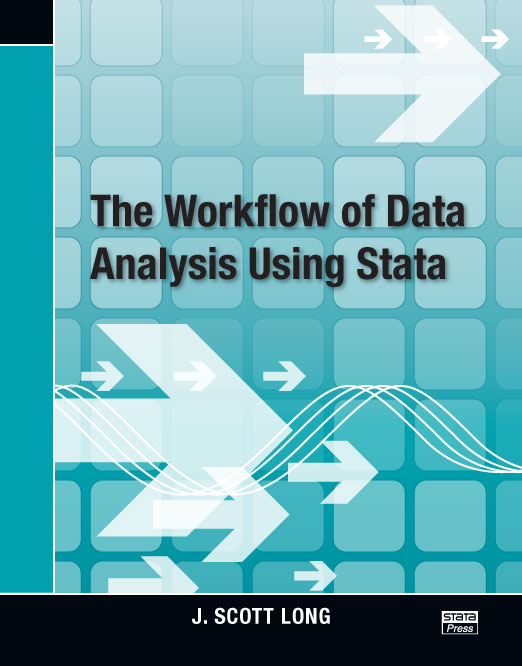 The Workflow of Data
Analysis Using Stata
J. SCOTT LONG
STATA
Press